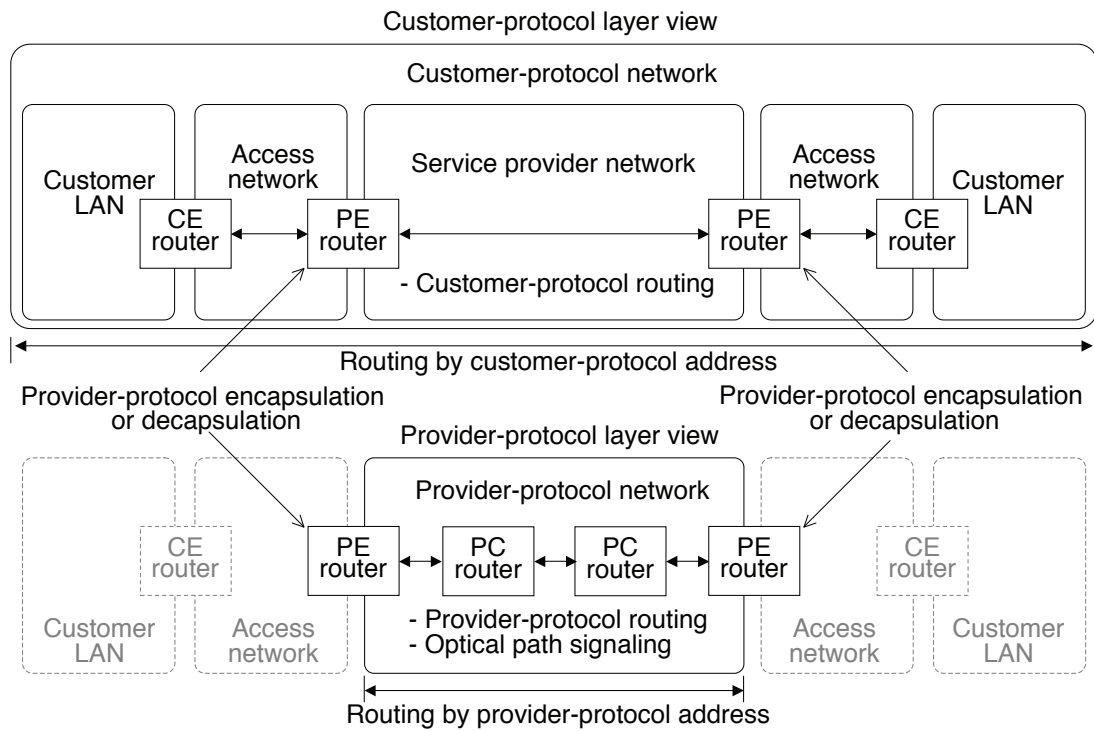 Customer-protocol layer view
Customer-protocol network
Customer
LAN
Access
network
Service provider network
Access
network
Customer
LAN
CE
router
PE
router
PE
router
CE
router
- Customer-protocol routing
Routing by customer-protocol address
Provider-protocol encapsulation
or decapsulation
Provider-protocol encapsulation
or decapsulation
Provider-protocol layer view
Provider-protocol network
CE
router
PE
router
PC
router
PC
router
PE
router
CE
router
Customer
LAN
Access
network
- Provider-protocol routing
- Optical path signaling
Access
network
Customer
LAN
Routing by provider-protocol address